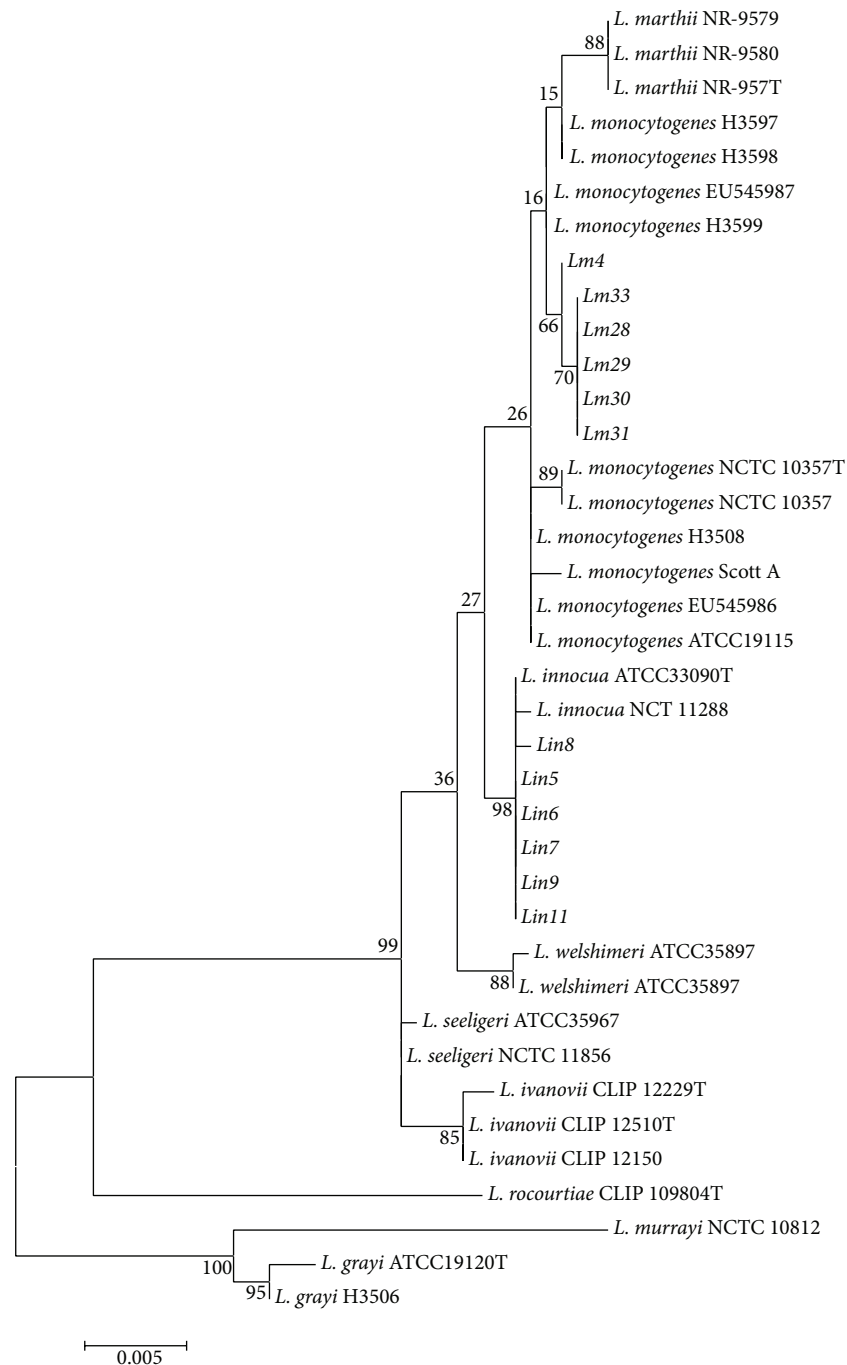 L. marthii NR-9579
88
L. marthii NR-9580
L. marthii NR-957T
15
L. monocytogenes H3597
L. monocytogenes H3598
16
L. monocytogenes EU545987
L. monocytogenes H3599
Lm4
Lm33
66
Lm28
Lm29
70
Lm30
26
Lm31
89
L. monocytogenes NCTC 10357T
L. monocytogenes NCTC 10357
L. monocytogenes H3508
L. monocytogenes Scott A
27
L. monocytogenes EU545986
L. monocytogenes ATCC19115
L. innocua ATCC33090T
L. innocua NCT 11288
Lin8
36
Lin5
98
Lin6
Lin7
Lin9
Lin11
99
L. welshimeri ATCC35897
88
L. welshimeri ATCC35897
L. seeligeri ATCC35967
L. seeligeri NCTC 11856
L. ivanovii CLIP 12229T
L. ivanovii CLIP 12510T
85
L. ivanovii CLIP 12150
L. rocourtiae CLIP 109804T
L. murrayi NCTC 10812
100
L. grayi ATCC19120T
95
L. grayi H3506
0.005